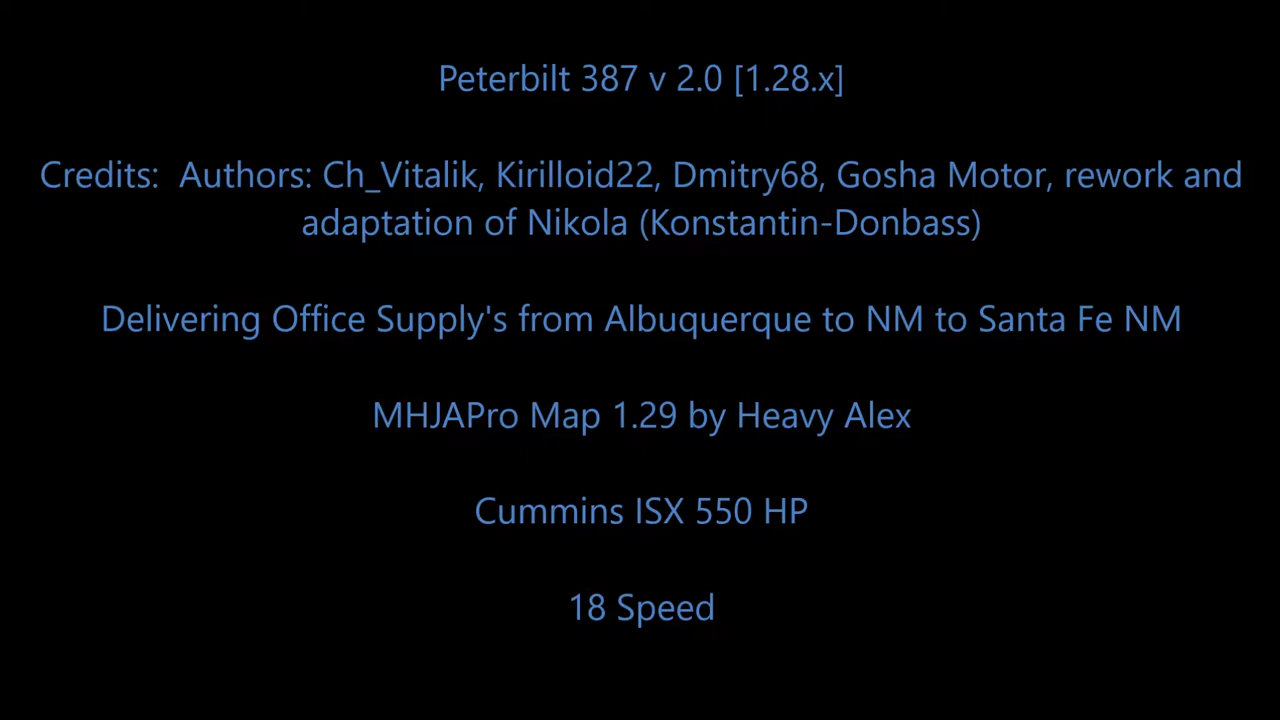 Peterbilt 387 v 2.0 [1.28.x]
Credits:  Authors: Ch_Vitalik, Kirilloid22, Dmitry68, Gosha Motor, rework and
adaptation of Nikola (Konstantin-Donbass)
Delivering Office Supply's from Albuquerque to NM to Santa Fe NM
MHJAPro Map 1.29 by Heavy Alex
Cummins ISX 550 HP
18 Speed